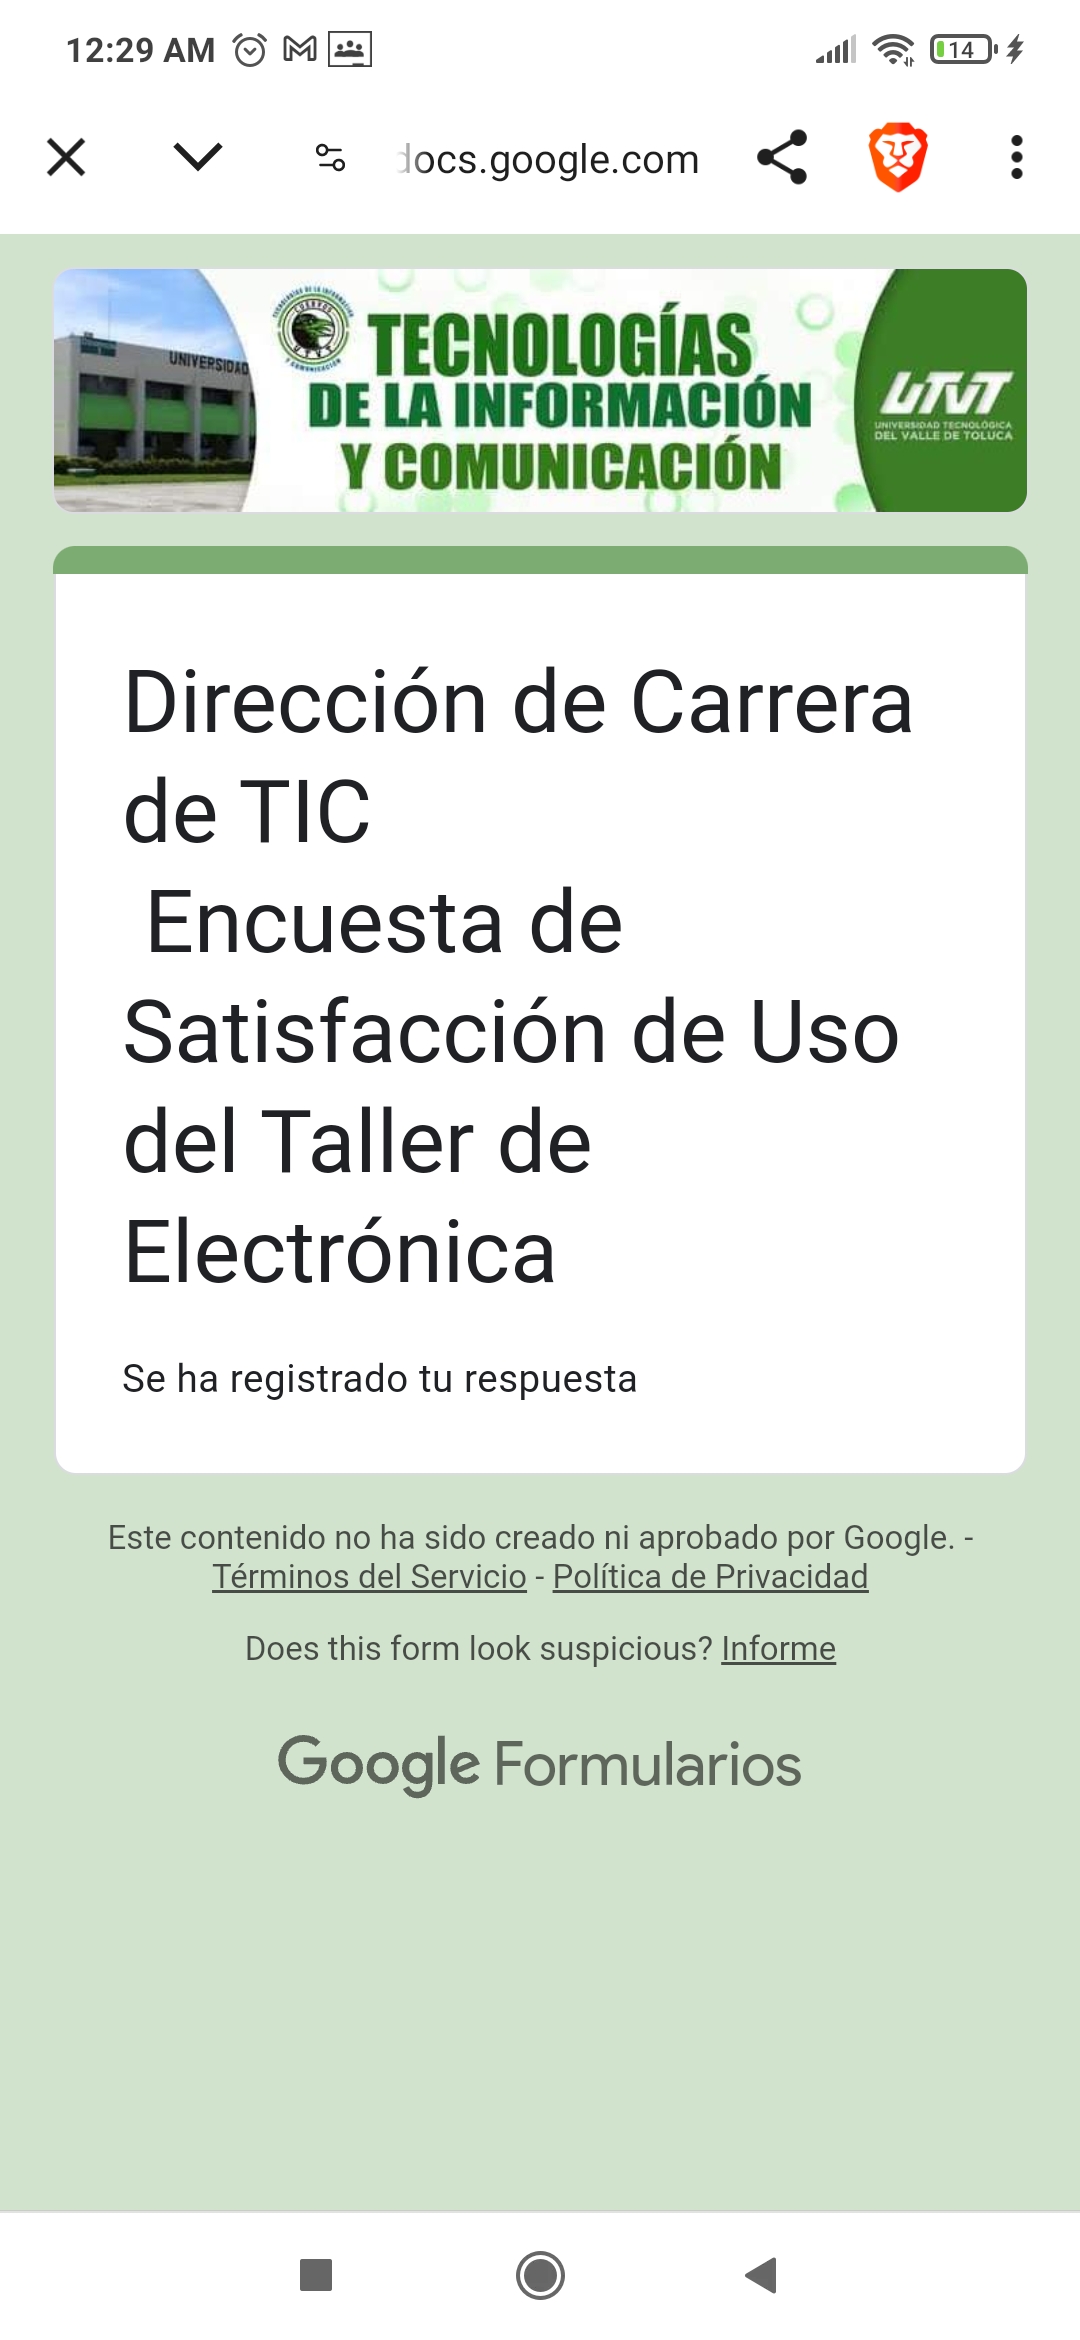 12:29 AM
14
docs.google.com
UNIVERSIDAD
TECNOLOGÍAS
DE LA INFORMACIÓN
Y COMUNICACIÓN
UTVT
UNIVERSIDAD TECNOLÓGICA
DEL VALLE DE TOLUCA
Dirección de Carrera
de TIC
Encuesta de
Satisfacción de Uso
del Taller de
Electrónica
Se ha registrado tu respuesta
Este contenido no ha sido creado ni aprobado por Google. -
Términos del Servicio - Política de Privacidad
Does this form look suspicious? Informe
Google Formularios